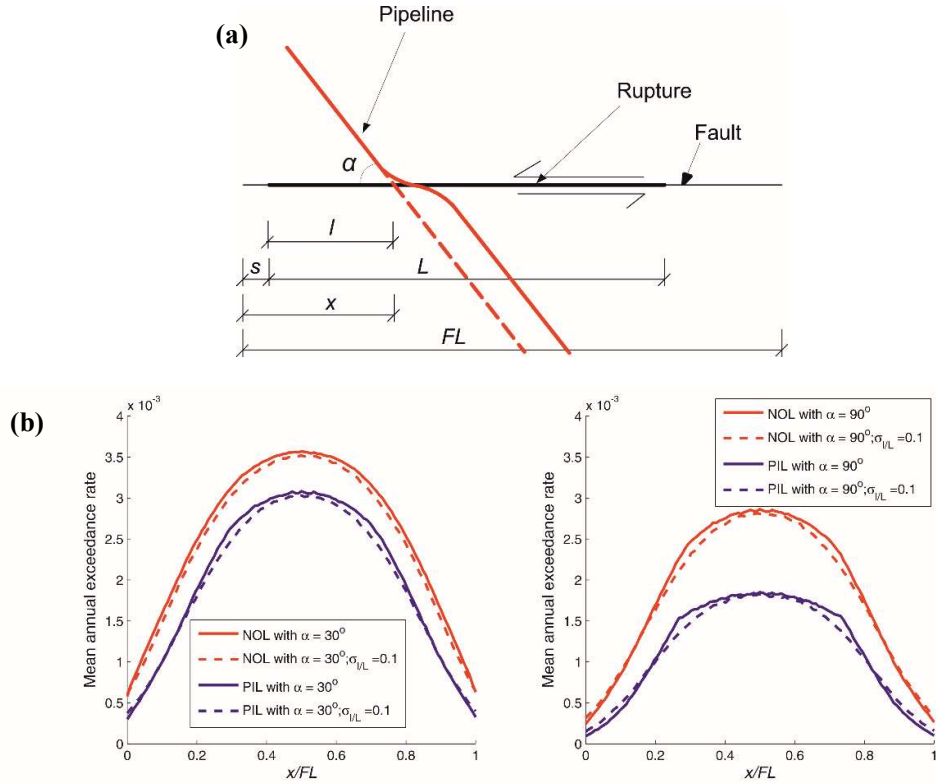 (a)
Pipeline
Rupture
Fault
α
l
s
L
x
FL
(b)
x 10⁻³
4
3.5
3
2.5
2
1.5
1
0.5
0
Mean annual exceedance rate
NOL with α = 30°
NOL with α = 30°;σl/L=0.1
PIL with α = 30°
PIL with α = 30°;σl/L=0.1
0 0.2 0.4 0.6 0.8 1
x/FL
x 10⁻³
4
3.5
3
2.5
2
1.5
1
0.5
0
Mean annual exceedance rate
NOL with α = 90°
NOL with α = 90°;σl/L=0.1
PIL with α = 90°
PIL with α = 90°;σl/L=0.1
0 0.2 0.4 0.6 0.8 1
x/FL